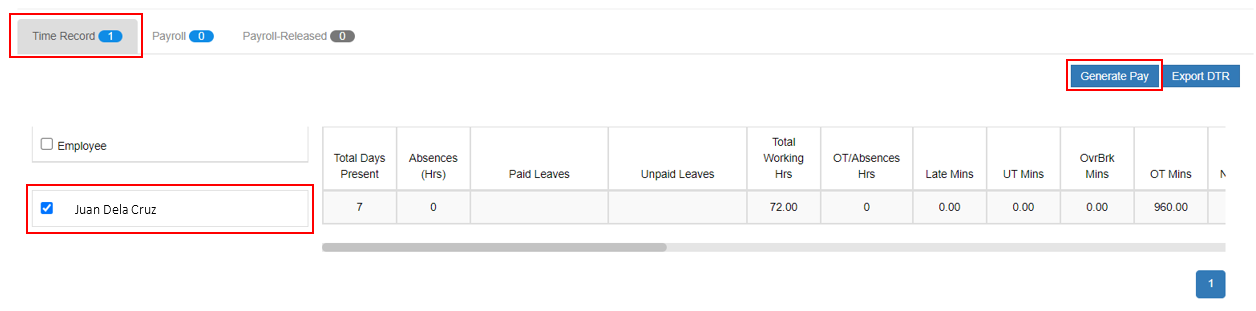 Time Record 1 Payroll 0 Payroll-Released 0
Generate Pay Export DTR
Employee
Total Days Present Absences (Hrs) Paid Leaves Unpaid Leaves Total Working Hrs OT/Absences Hrs Late Mins UT Mins OvrBrk Mins OT Mins N
Juan Dela Cruz 7 0 72.00 0 0.00 0.00 0.00 960.00
1